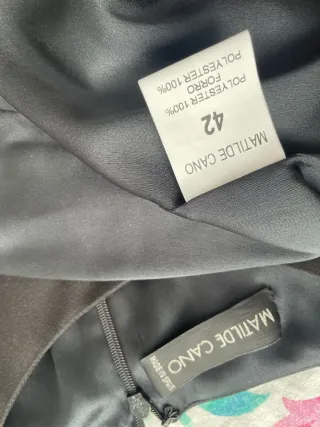 MATILDE CANO
42
POLYESTER 100%
FORRO
POLYESTER 100%
MATILDE CANO